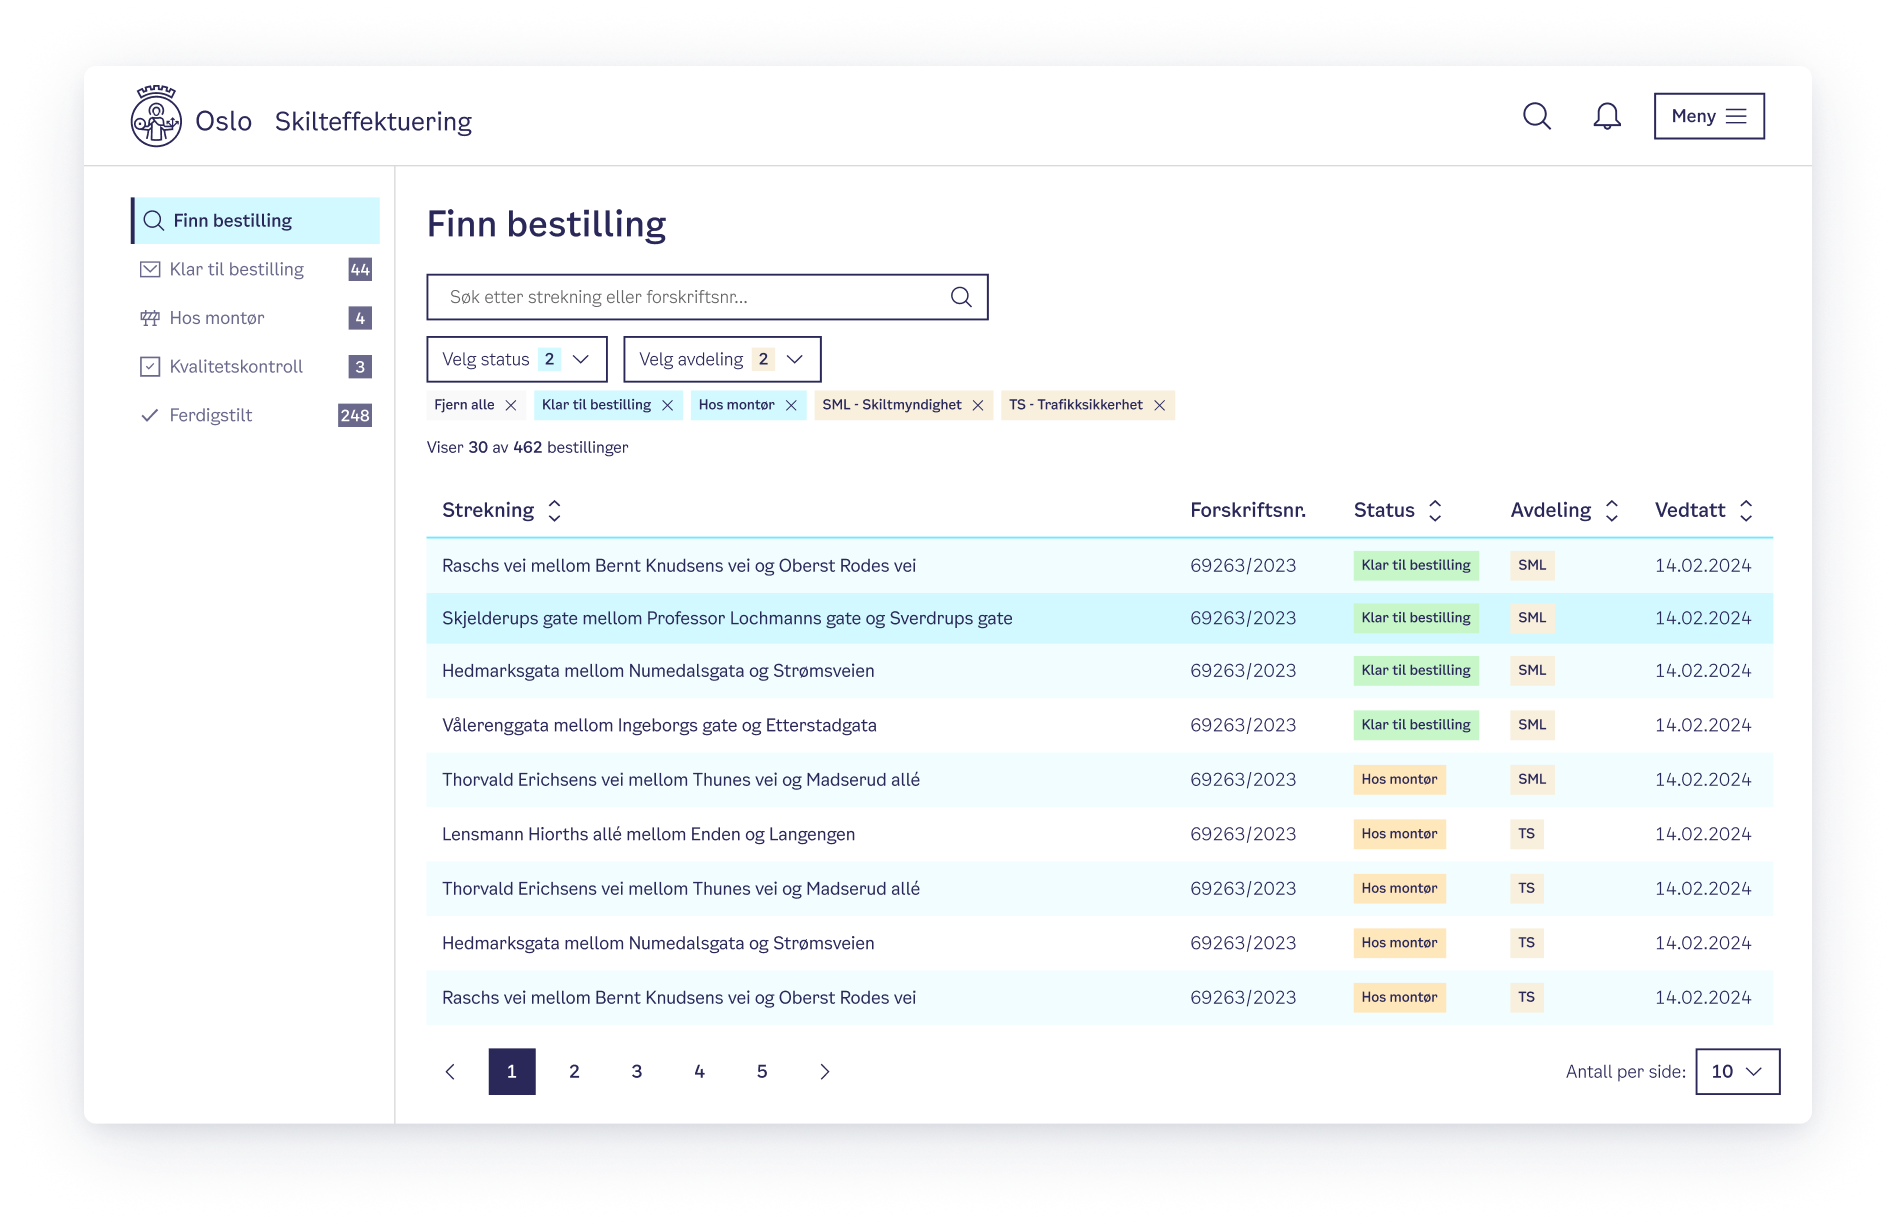 Oslo Skilteffektuering
Meny
Finn bestilling
Klar til bestilling 44
Hos montør 4
Kvalitetskontroll 3
Ferdigstilt 248
Finn bestilling
Søk etter strekning eller forskriftsnr...
Velg status 2 Velg avdeling 2
Fjern alle Klar til bestilling Hos montør SML - Skiltmyndighet TS - Trafikksikkerhet
Viser 30 av 462 bestillinger
Strekning Forskriftsnr. Status Avdeling Vedtatt
Raschs vei mellom Bernt Knudsens vei og Oberst Rodes vei 69263/2023 Klar til bestilling SML 14.02.2024
Skjelderups gate mellom Professor Lochmanns gate og Sverdrups gate 69263/2023 Klar til bestilling SML 14.02.2024
Hedmarksgata mellom Numedalsgata og Strømsveien 69263/2023 Klar til bestilling SML 14.02.2024
Vålerenggata mellom Ingeborgs gate og Etterstadgata 69263/2023 Klar til bestilling SML 14.02.2024
Thorvald Erichsens vei mellom Thunes vei og Madserud allé 69263/2023 Hos montør SML 14.02.2024
Lensmann Hiorths allé mellom Enden og Langengen 69263/2023 Hos montør TS 14.02.2024
Thorvald Erichsens vei mellom Thunes vei og Madserud allé 69263/2023 Hos montør TS 14.02.2024
Hedmarksgata mellom Numedalsgata og Strømsveien 69263/2023 Hos montør TS 14.02.2024
Raschs vei mellom Bernt Knudsens vei og Oberst Rodes vei 69263/2023 Hos montør TS 14.02.2024
1 2 3 4 5 Antall per side: 10